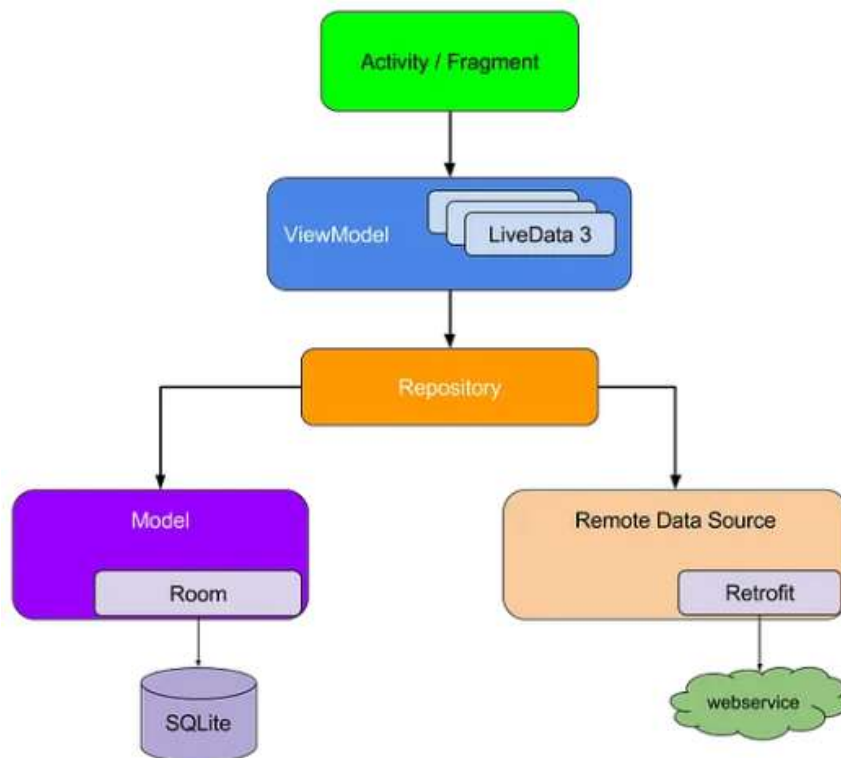 Activity / Fragment
ViewModel
LiveData 3
Repository
Model
Remote Data Source
Room
Retrofit
SQLite
webservice